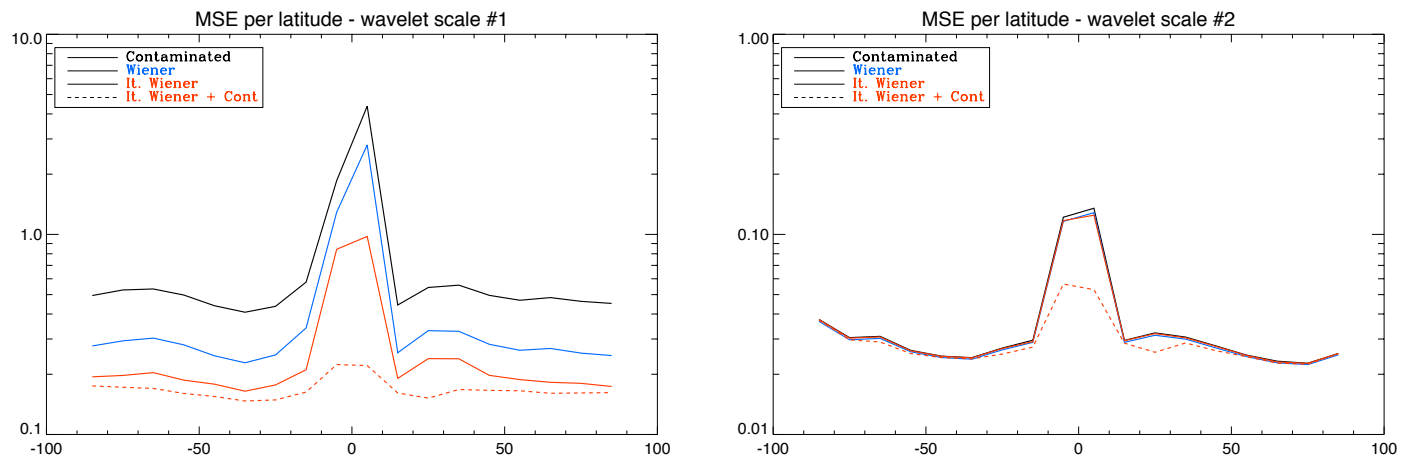 MSE per latitude - wavelet scale #1
10.0
Contaminated
Wiener
It. Wiener
It. Wiener + Cont
1.0
0.1
-100 -50 0 50 100
MSE per latitude - wavelet scale #2
1.00
Contaminated
Wiener
It. Wiener
It. Wiener + Cont
0.10
0.01
-100 -50 0 50 100